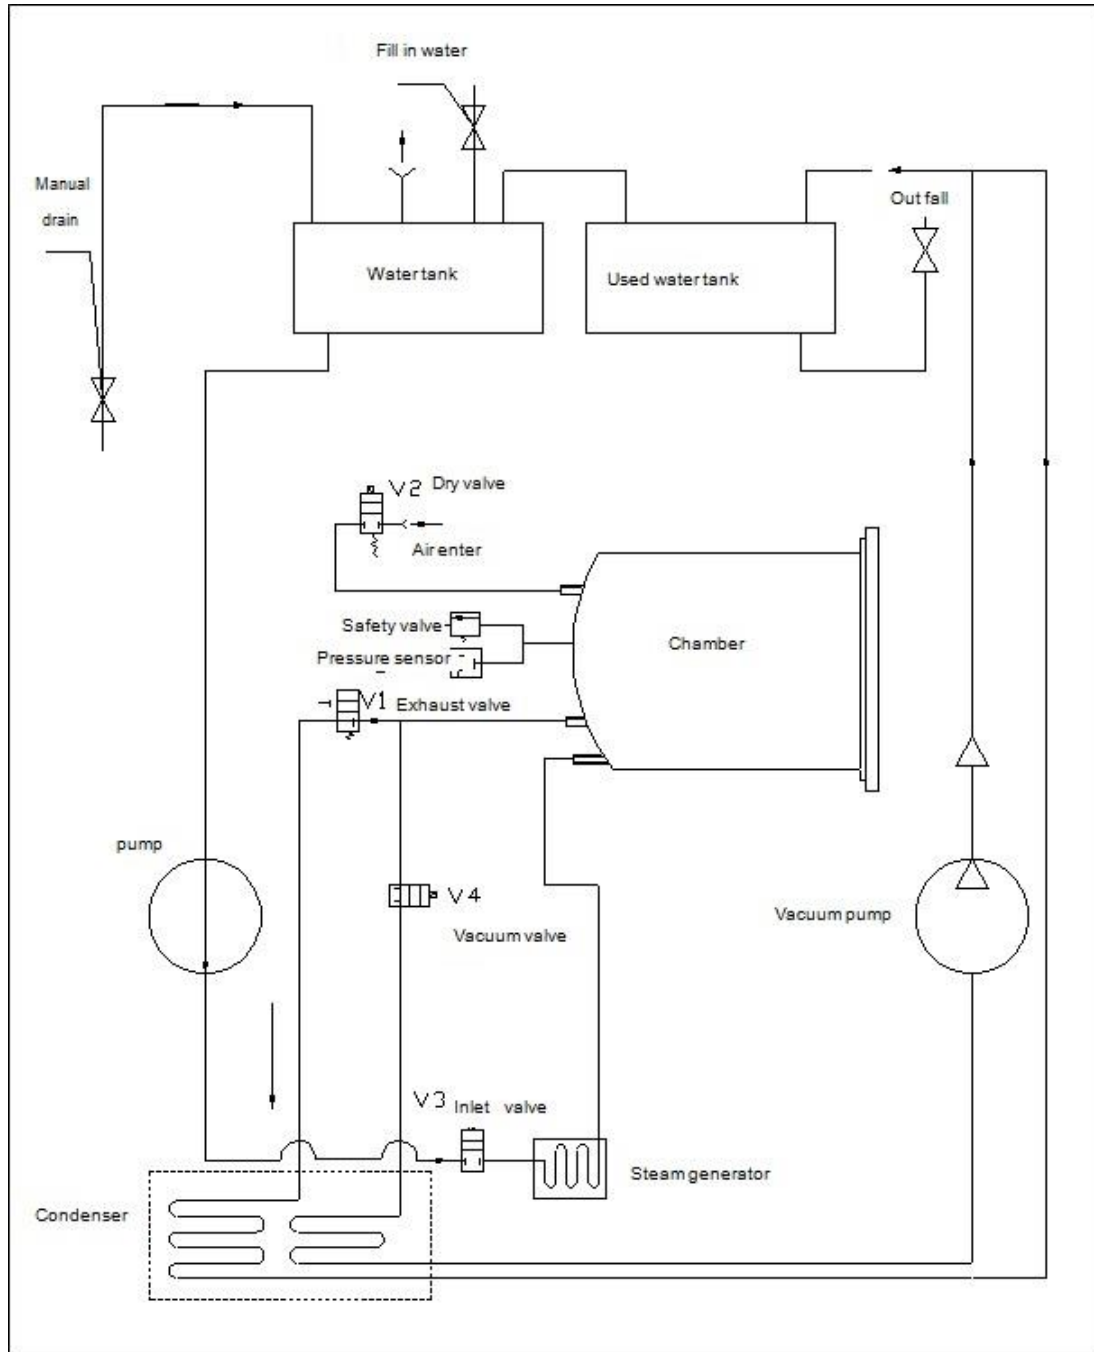 Fill in water
Manual
drain
Out fall
Water tank
Used water tank
V2 Dry valve
Air enter
Safety valve
Chamber
Pressure sensor
V1 Exhaust valve
pump
V4
Vacuum valve
Vacuum pump
V3 Inlet valve
Steam generator
Condenser